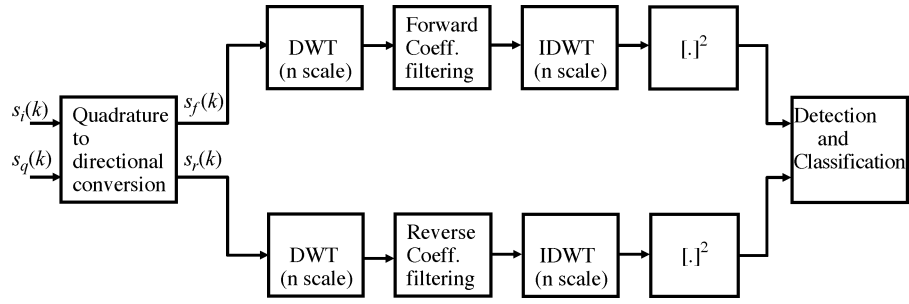 s_i(k)
s_q(k)
Quadrature
to
directional
conversion
s_f(k)
s_r(k)
DWT
(n scale)
Forward
Coeff.
filtering
IDWT
(n scale)
[.]²
DWT
(n scale)
Reverse
Coeff.
filtering
IDWT
(n scale)
[.]²
Detection
and
Classification